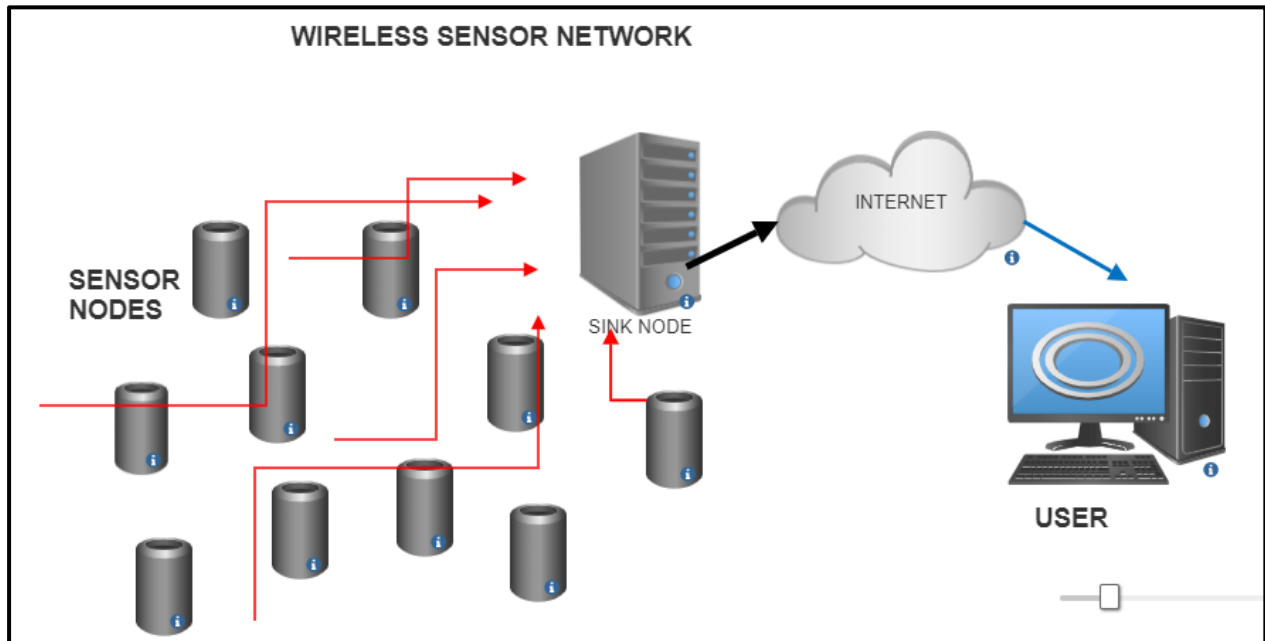 WIRELESS SENSOR NETWORK
INTERNET
SENSOR
NODES
SINK NODE
USER